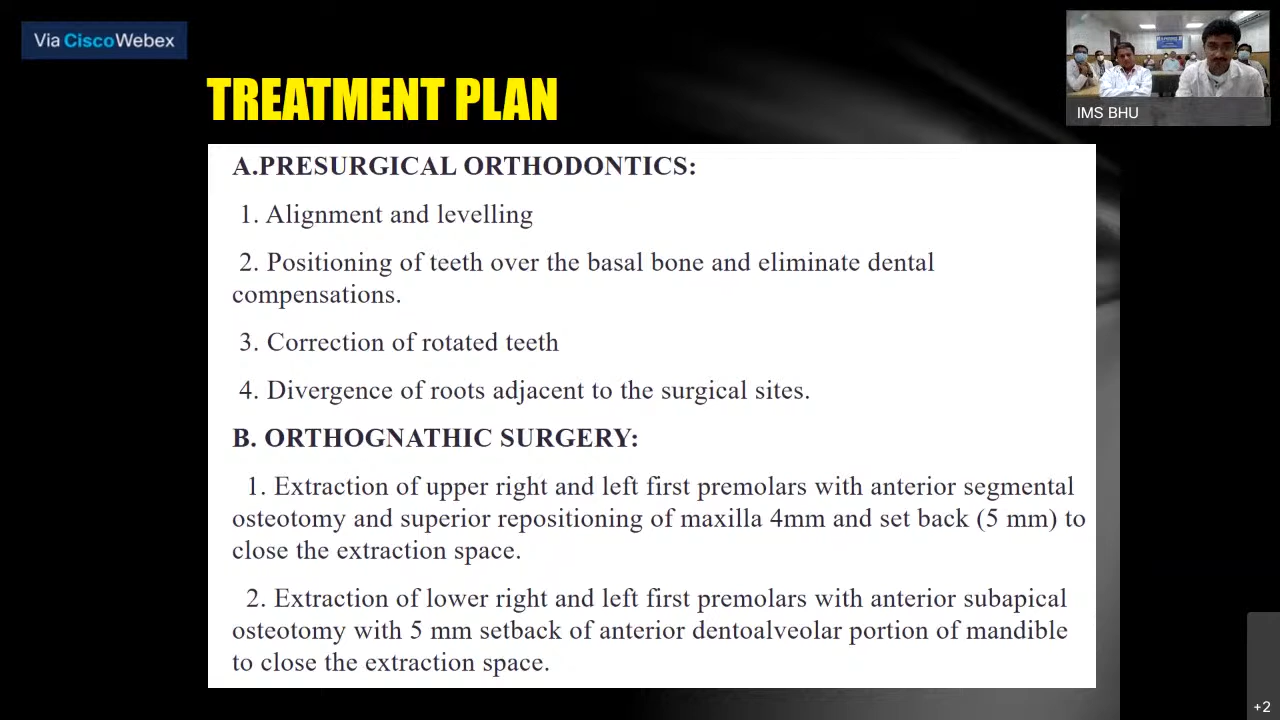 Via CiscoWebex
IMS BHU
TREATMENT PLAN
A.PRESURGICAL ORTHODONTICS:
1. Alignment and levelling
2. Positioning of teeth over the basal bone and eliminate dental
compensations.
3. Correction of rotated teeth
4. Divergence of roots adjacent to the surgical sites.
B. ORTHOGNATHIC SURGERY:
1. Extraction of upper right and left first premolars with anterior segmental
osteotomy and superior repositioning of maxilla 4mm and set back (5 mm) to
close the extraction space.
2. Extraction of lower right and left first premolars with anterior subapical
osteotomy with 5 mm setback of anterior dentoalveolar portion of mandible
to close the extraction space.
+2